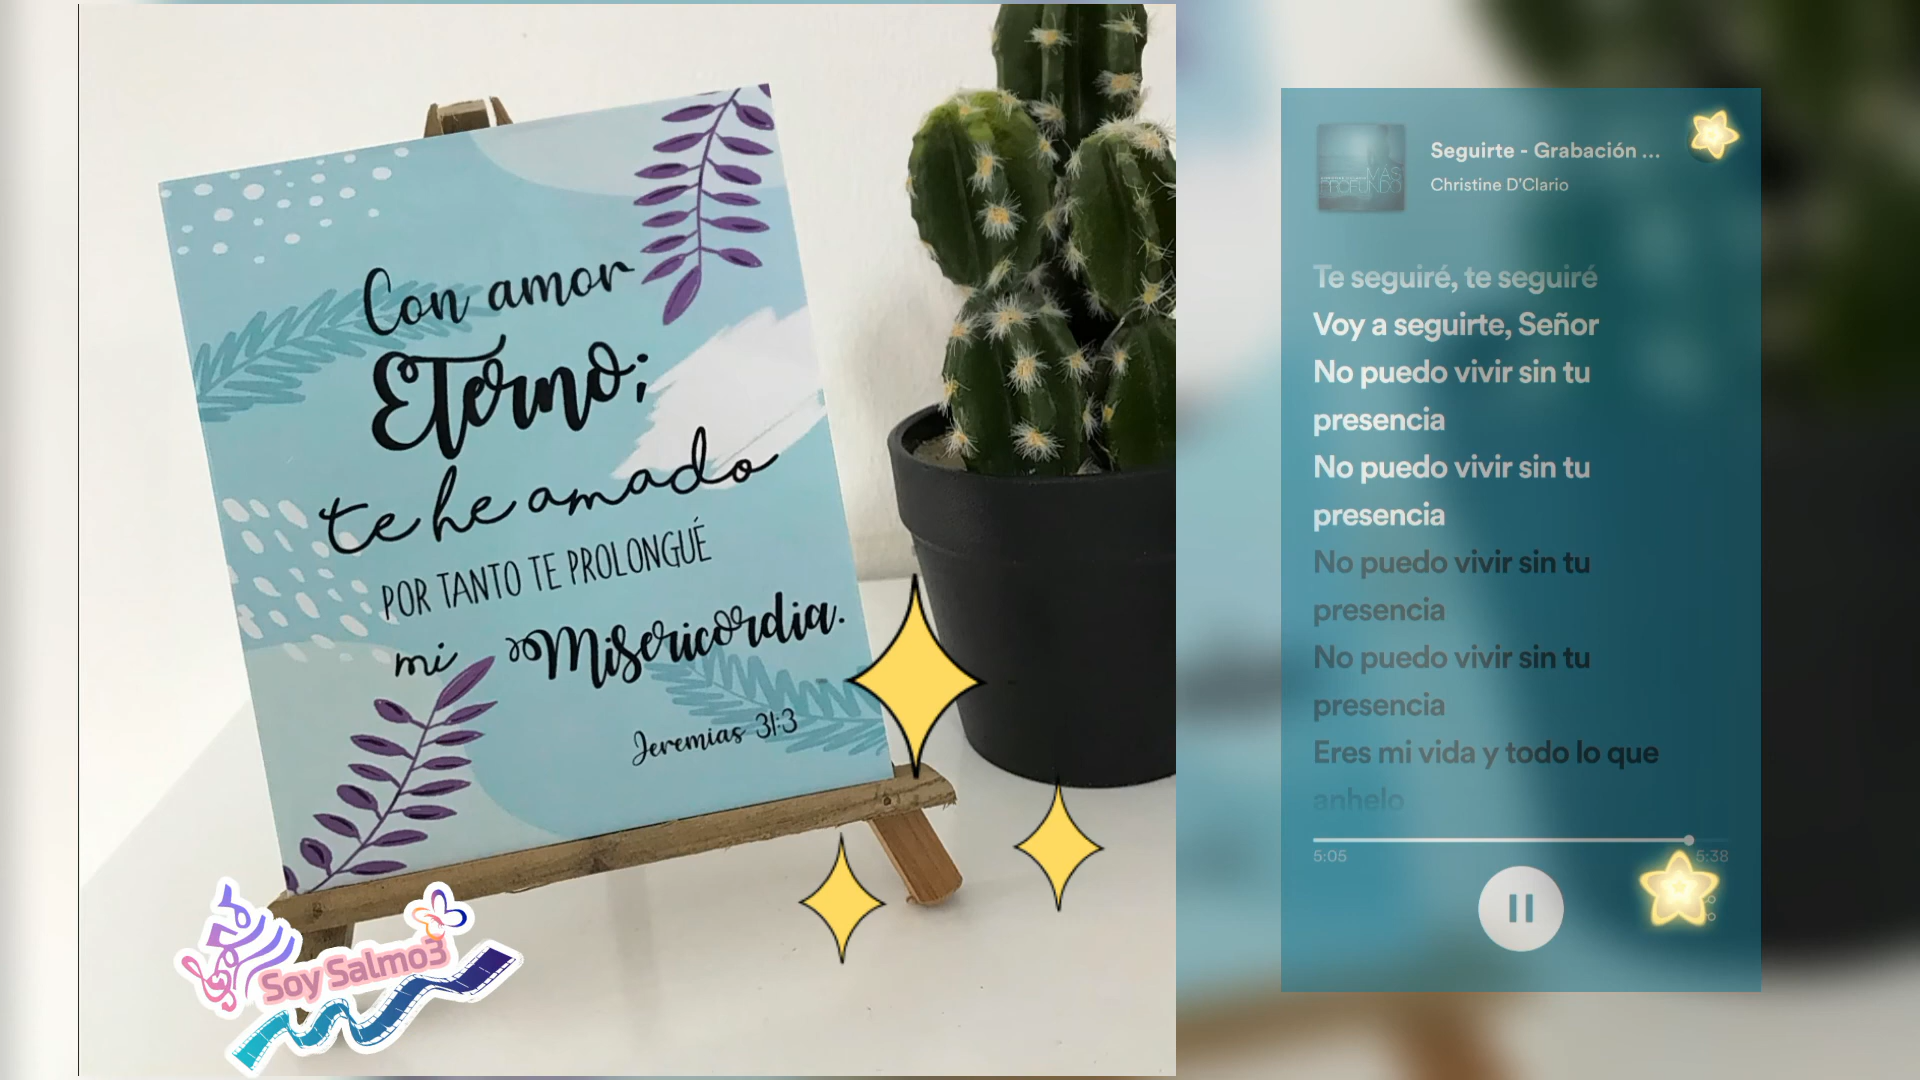 Con amor
Eterno;
te he amado
POR TANTO TE PROLONGUÉ
mi Misericordia.
Jeremias 31:3
Soy Salmo3
Seguirte - Grabación ...
Christine D'Clario
MAS
PROFUNDO
Te seguiré, te seguiré
Voy a seguirte, Señor
No puedo vivir sin tu
presencia
No puedo vivir sin tu
presencia
No puedo vivir sin tu
presencia
No puedo vivir sin tu
presencia
Eres mi vida y todo lo que
anhelo
5:05
5:38